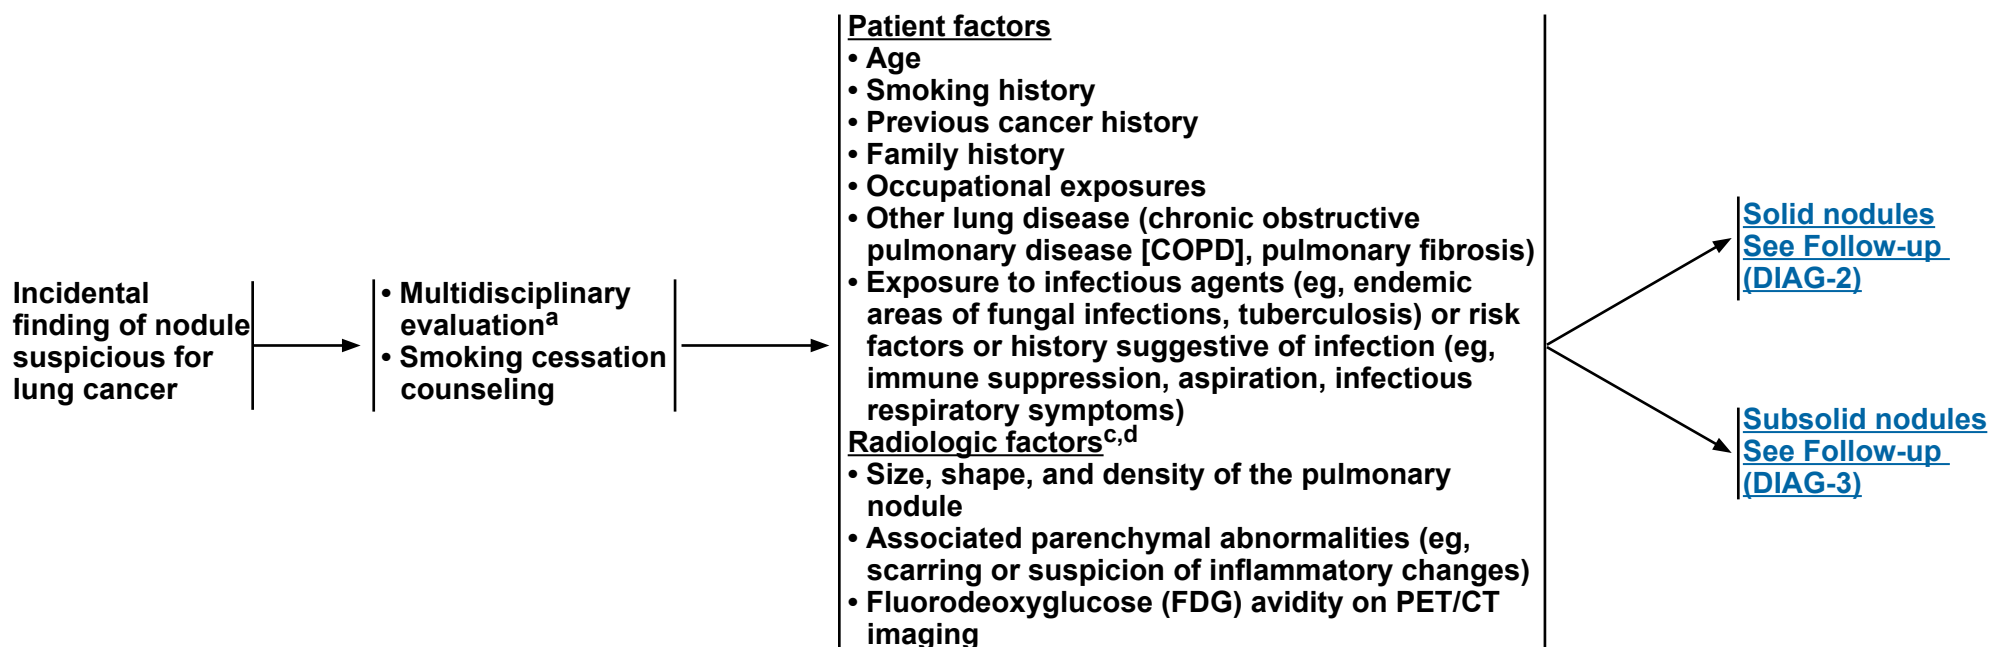 Incidental
finding of nodule
suspicious for
lung cancer
• Multidisciplinary
evaluationa
• Smoking cessation
counseling
Patient factors
• Age
• Smoking history
• Previous cancer history
• Family history
• Occupational exposures
• Other lung disease (chronic obstructive
pulmonary disease [COPD], pulmonary fibrosis)
• Exposure to infectious agents (eg, endemic
areas of fungal infections, tuberculosis) or risk
factors or history suggestive of infection (eg,
immune suppression, aspiration, infectious
respiratory symptoms)
Radiologic factorsc,d
• Size, shape, and density of the pulmonary
nodule
• Associated parenchymal abnormalities (eg,
scarring or suspicion of inflammatory changes)
• Fluorodeoxyglucose (FDG) avidity on PET/CT
imaging
Solid nodules
See Follow-up
(DIAG-2)
Subsolid nodules
See Follow-up
(DIAG-3)